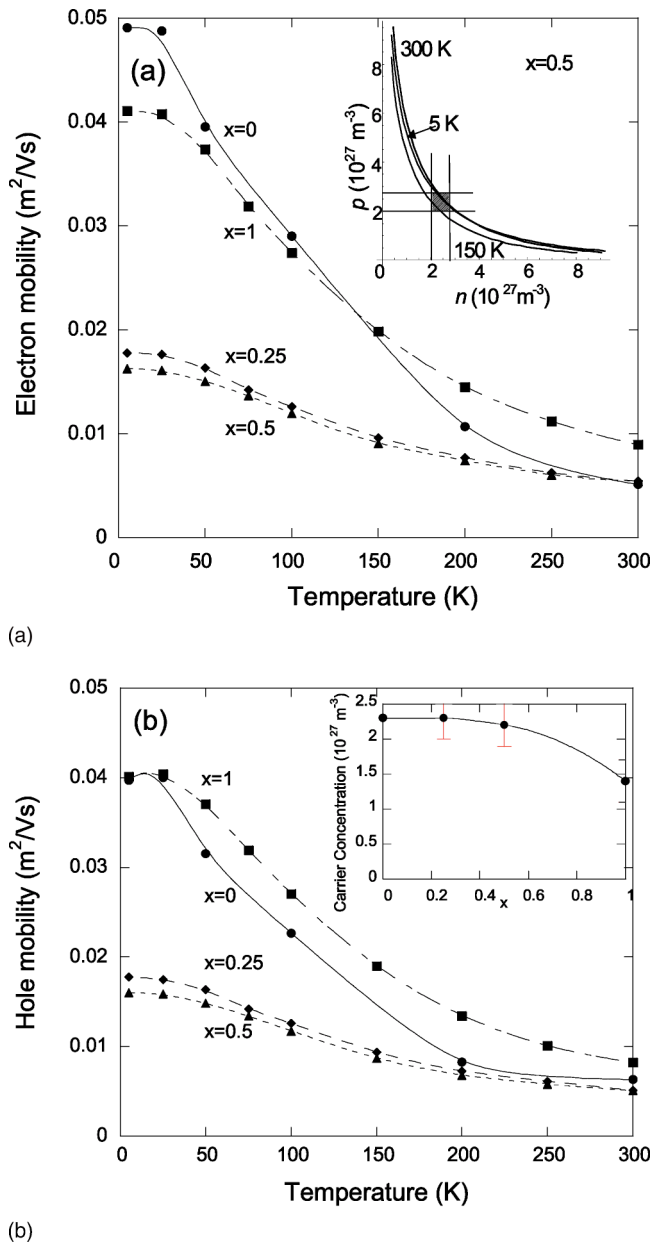 0.05
0.04
0.03
0.02
0.01
0
Electron mobility (m²/Vs)
(a)
x=0
x=1
x=0.25
x=0.5
300 K
x=0.5
5 K
150 K
8
6
4
2
0
p (10²⁷ m⁻³)
0 2 4 6 8
n (10²⁷m⁻³)
0 50 100 150 200 250 300
Temperature (K)
(a)
0.05
0.04
0.03
0.02
0.01
0
Hole mobility (m²/Vs)
(b)
x=1
x=0
x=0.25
x=0.5
Carrier Concentration (10²⁷ m⁻³)
2.5
2
1.5
1
0.5
0
0 0.2 0.4 0.6 0.8 1
x
0 50 100 150 200 250 300
Temperature (K)
(b)